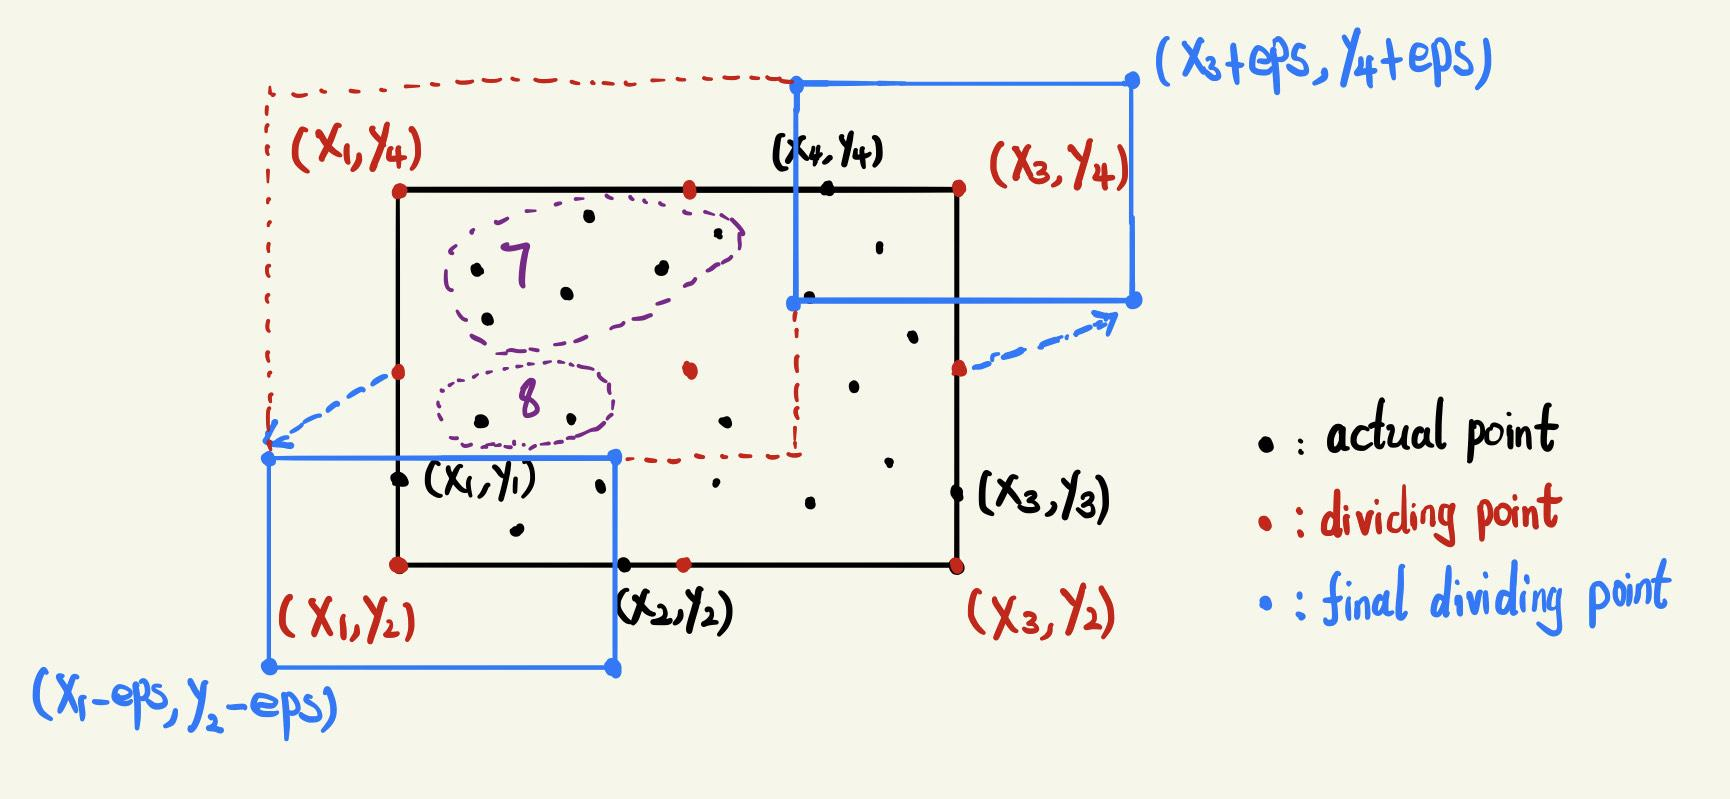 (X3+eps, Y4+eps)
(X1, Y4)
(X4, Y4)
(X3, Y4)
7
8
(X1, Y1)
(X3, Y3)
(X1, Y2)
(X2, Y2)
(X3, Y2)
(X1-eps, Y2-eps)
: actual point
: dividing point
: final dividing point